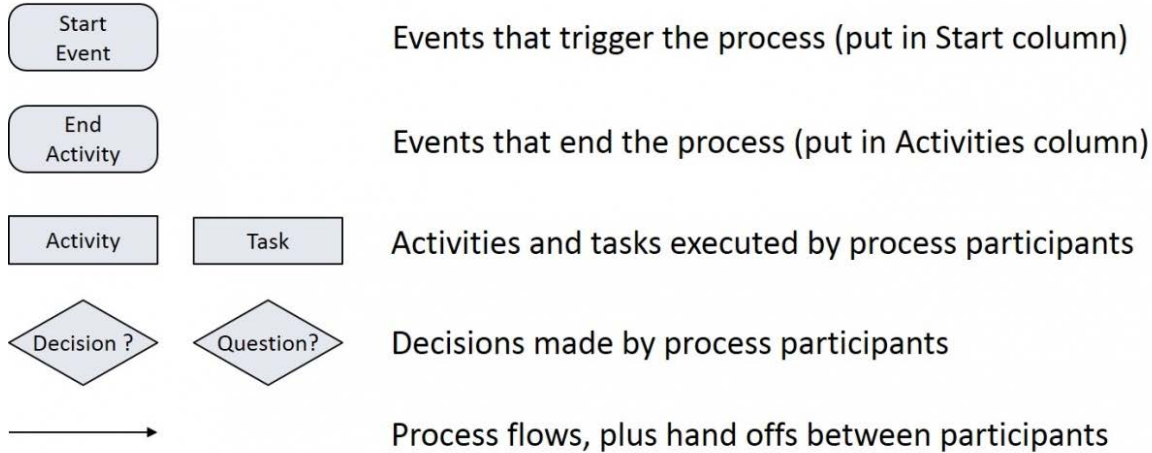 Start
Event
Events that trigger the process (put in Start column)
End
Activity
Events that end the process (put in Activities column)
Activity
Task
Activities and tasks executed by process participants
Decision ?
Question?
Decisions made by process participants
Process flows, plus hand offs between participants